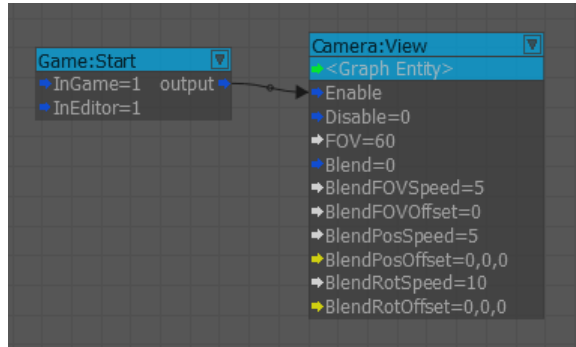 Game:Start
InGame=1 output
InEditor=1
Camera:View
<Graph Entity>
Enable
Disable=0
FOV=60
Blend=0
BlendFOVSpeed=5
BlendFOVOffset=0
BlendPosSpeed=5
BlendPosOffset=0,0,0
BlendRotSpeed=10
BlendRotOffset=0,0,0